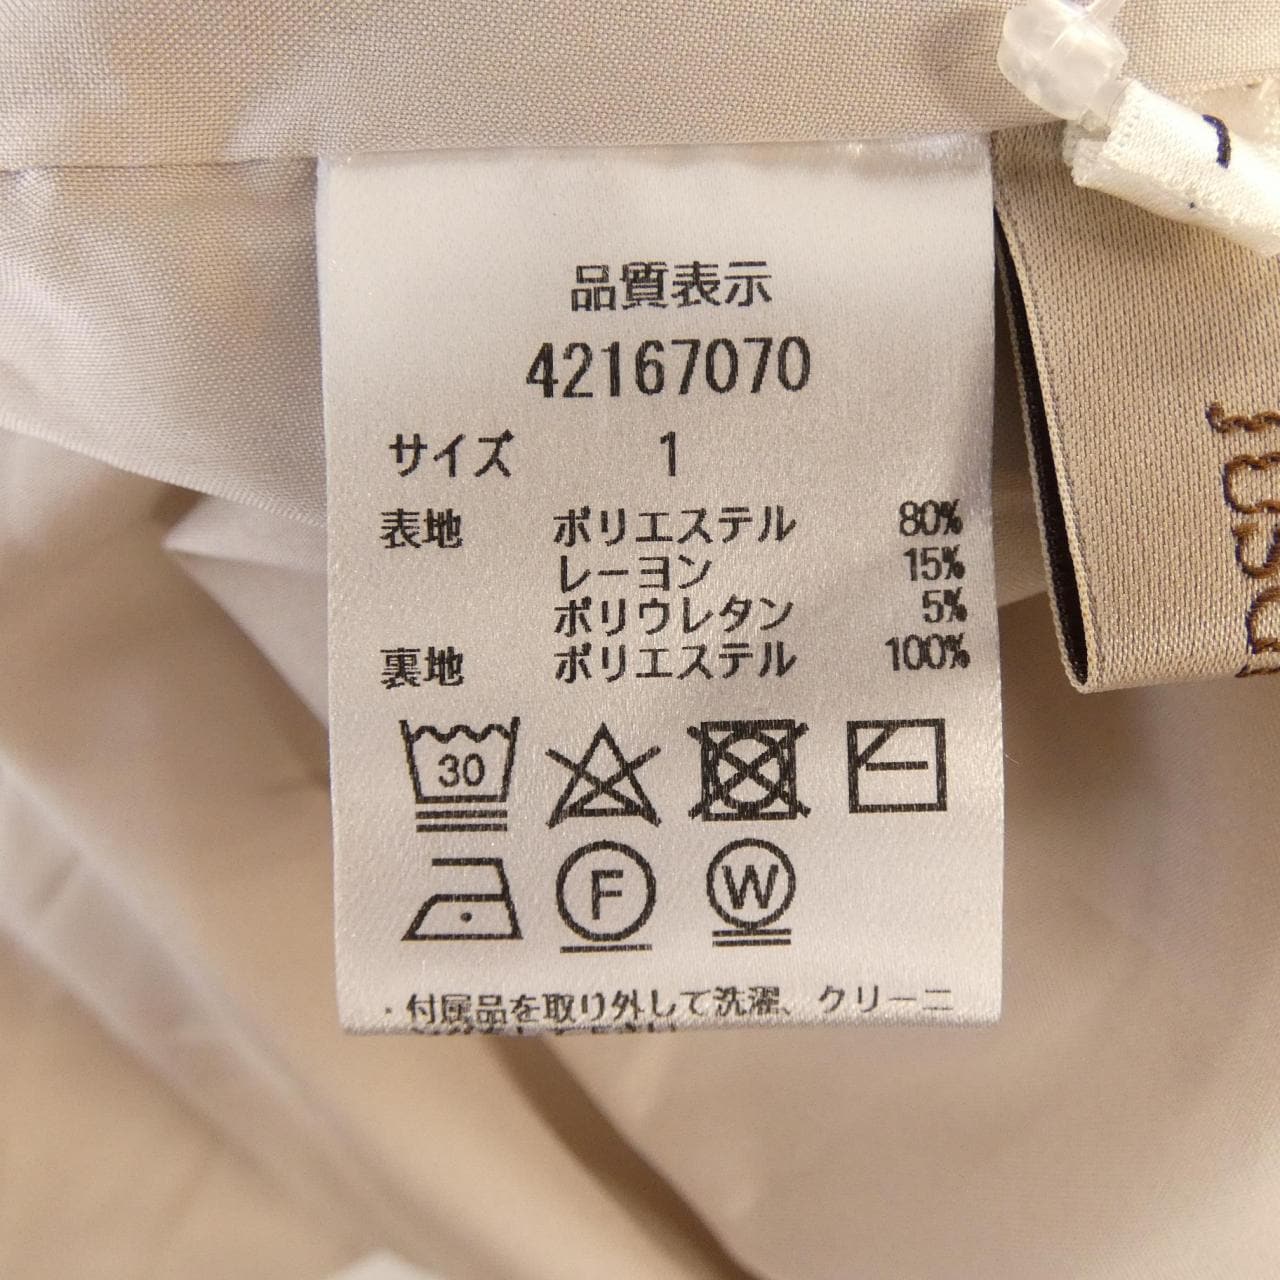 品質表示
42167070
サイズ 1
表地 ポリエステル 80%
レーヨン 15%
ポリウレタン 5%
裏地 ポリエステル 100%
30
F W
・付属品を取り外して洗濯、クリーニ